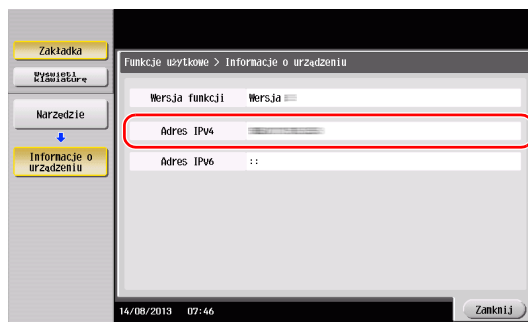 Zakładka
Wyświetl
klawiaturę
Narzędzie
Informacje o
urządzeniu
Funkcje użytkowe > Informacje o urządzeniu
Wersja funkcji Wersja
Adres IPv4
Adres IPv6 ::
14/08/2013 07:46
Zamknij